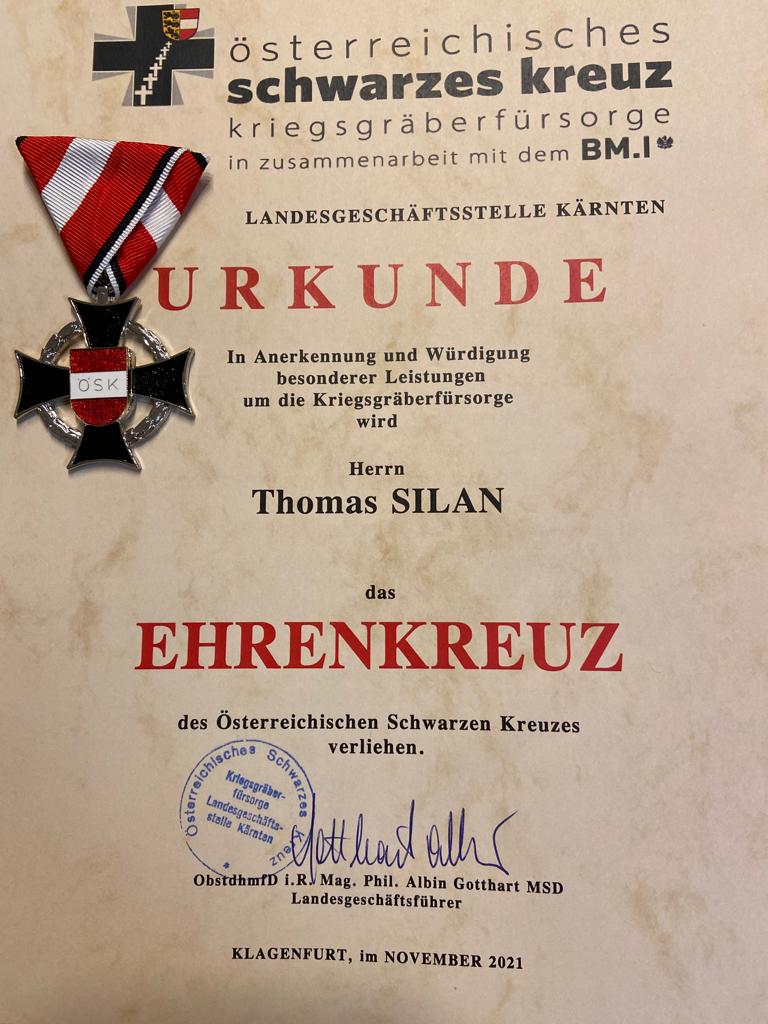 österreichisches
schwarzes kreuz
kriegsgräberfürsorge
in zusammenarbeit mit dem BM.I
LANDESGESCHÄFTSSTELLE KÄRNTEN
URKUNDE
In Anerkennung und Würdigung
besonderer Leistungen
um die Kriegsgräberfürsorge
wird
ÖSK
Herrn
Thomas SILAN
das
EHRENKREUZ
des Österreichischen Schwarzen Kreuzes
verliehen.
Österreichisches Schwarzes Kreuz
Kriegsgräber-
fürsorge
Landesgeschäfts-
stelle Kärnten
Gotthart Albin
ObstdhmfD i.R. Mag. Phil. Albin Gotthart MSD
Landesgeschäftsführer
KLAGENFURT, im NOVEMBER 2021